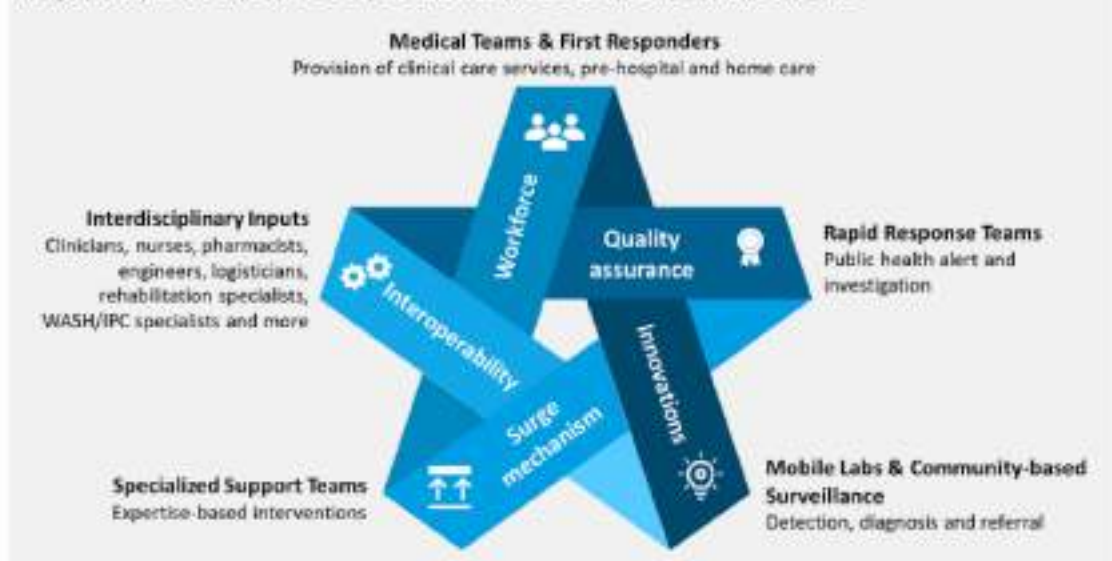 Medical Teams & First Responders
Provision of clinical care services, pre-hospital and home care
Workforce
Interdisciplinary Inputs
Clinicians, nurses, pharmacists,
engineers, logisticians,
rehabilitation specialists,
WASH/IPC specialists and more
Interoperability
Quality
assurance
Rapid Response Teams
Public health alert and
investigation
Innovations
Surge
mechanism
Specialized Support Teams
Expertise-based interventions
Mobile Labs & Community-based
Surveillance
Detection, diagnosis and referral